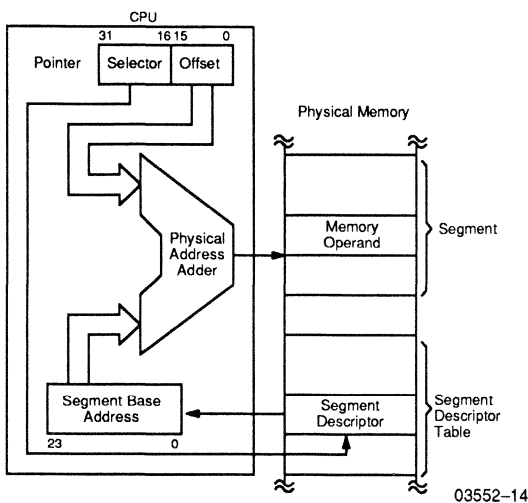 CPU
31 16 15 0
Pointer Selector Offset
Physical Memory
Physical
Address
Adder
Memory
Operand
Segment
Segment Base
Address
23 0
Segment
Descriptor
Segment
Descriptor
Table
03552–14